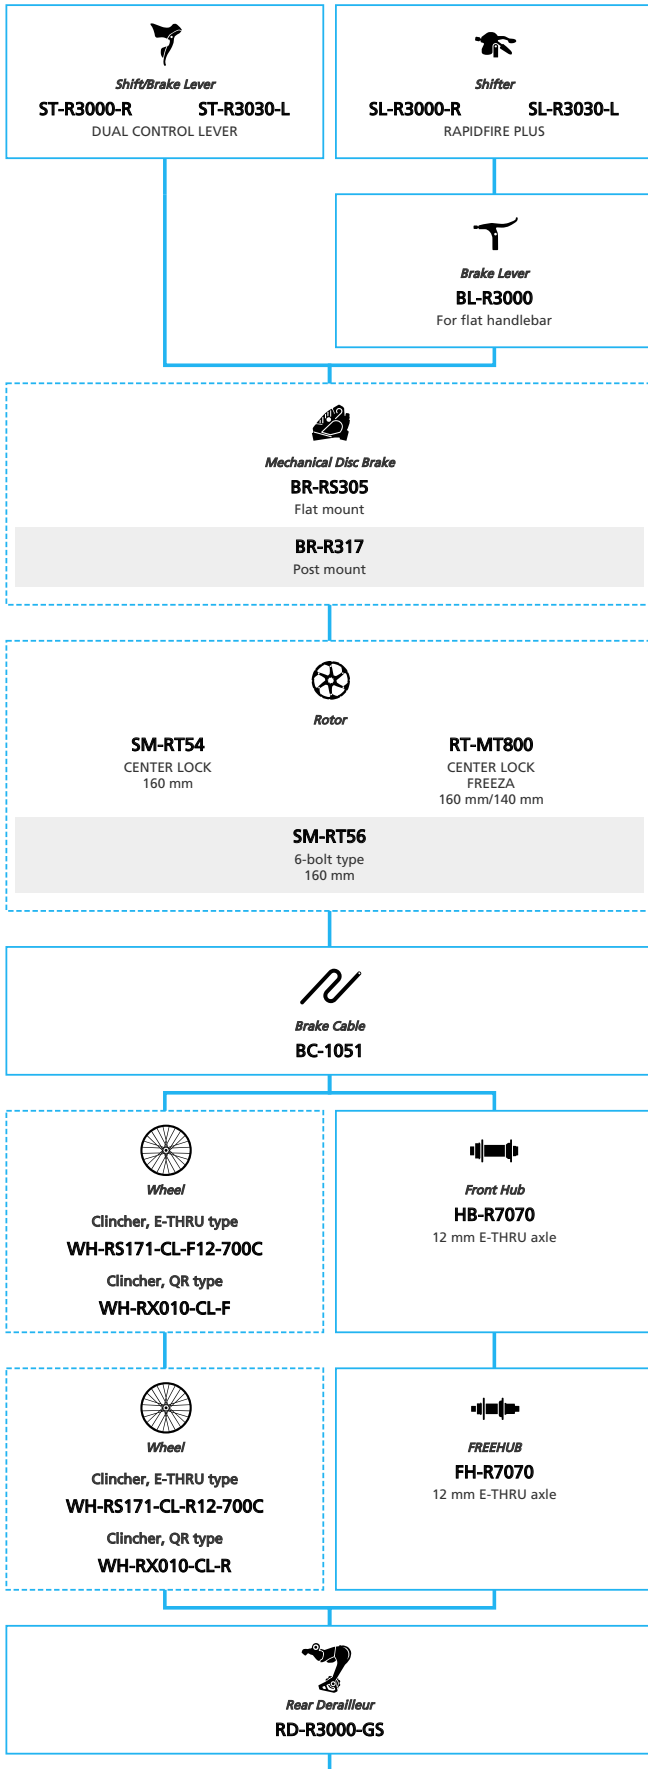 Shift/Brake Lever
ST-R3000-R ST-R3030-L
DUAL CONTROL LEVER
Shifter
SL-R3000-R SL-R3030-L
RAPIDFIRE PLUS
Brake Lever
BL-R3000
For flat handlebar
Mechanical Disc Brake
BR-RS305
Flat mount
BR-R317
Post mount
Rotor
SM-RT54
CENTER LOCK
160 mm
RT-MT800
CENTER LOCK
FREEZA
160 mm/140 mm
SM-RT56
6-bolt type
160 mm
Brake Cable
BC-1051
Wheel
Clincher, E-THRU type
WH-RS171-CL-F12-700C
Clincher, QR type
WH-RX010-CL-F
Front Hub
HB-R7070
12 mm E-THRU axle
Wheel
Clincher, E-THRU type
WH-RS171-CL-R12-700C
Clincher, QR type
WH-RX010-CL-R
FREEHUB
FH-R7070
12 mm E-THRU axle
Rear Derailleur
RD-R3000-GS